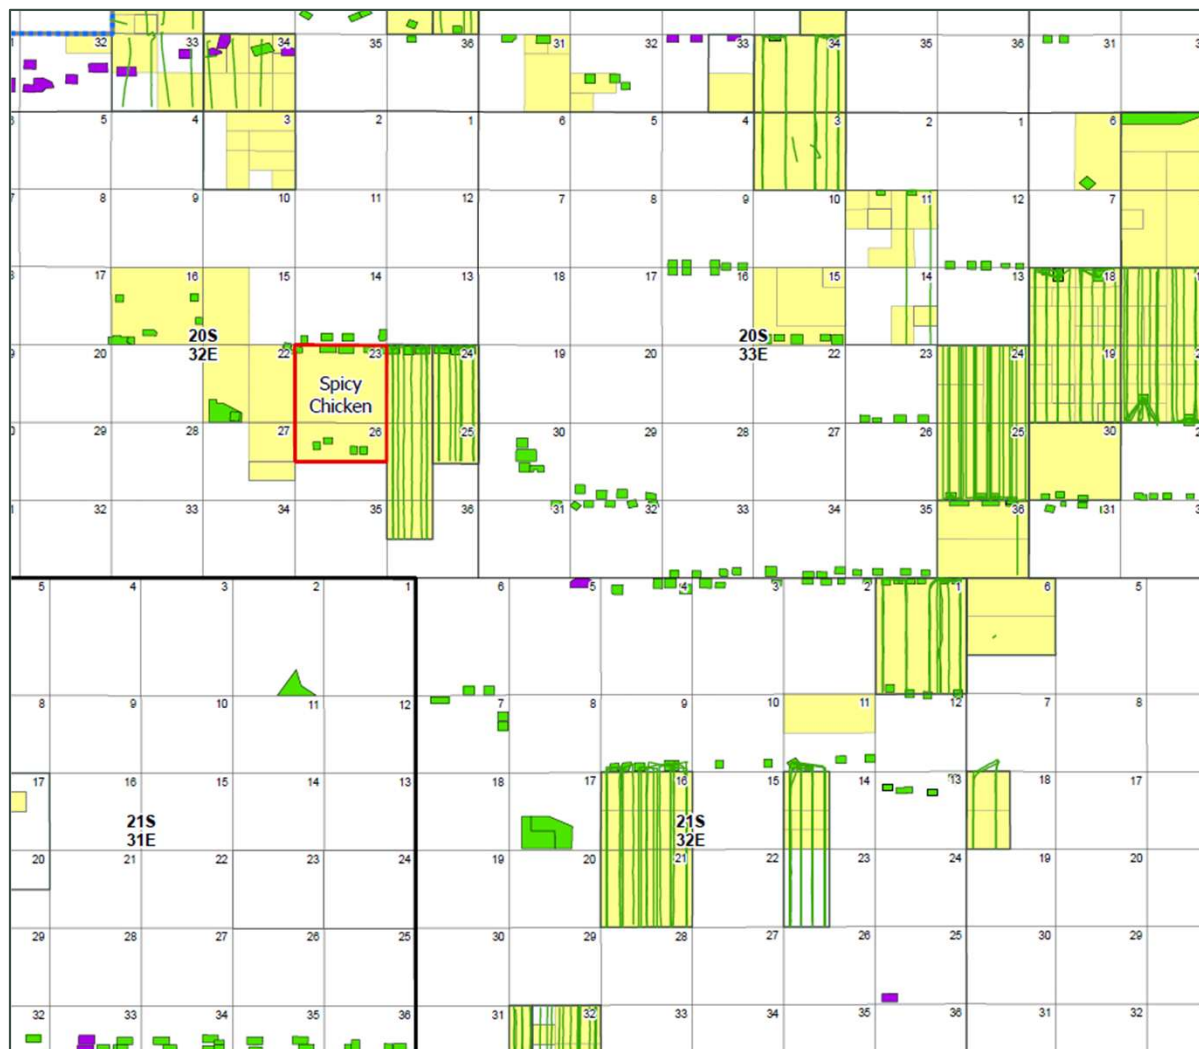 32 33 34 35 36 31 32 33 34 35 36 31
5 4 3 2 1 6 5 4 3 2 1 6
8 9 10 11 12 7 8 9 10 11 12 7
17 16 15 14 13 18 17 16 15 14 13 18
20S
32E
20S
33E
20 21 22 23 24 19 20 22 23 24 19
Spicy
Chicken
29 28 27 26 25 30 29 28 27 26 25 30
32 33 34 35 36 31 32 33 34 35 36 31
5 4 3 2 1 6 5 4 3 2 1 6 5
8 9 10 11 12 7 8 9 10 11 12 7 8
17 16 15 14 13 18 17 16 15 14 13 18 17
21S
31E
21S
32E
20 21 22 23 24 19 20 21 22 23 24 19 20
29 28 27 26 25 30 29 28 27 26 25 30 29
32 33 34 35 36 31 32 33 34 35 36 31 32